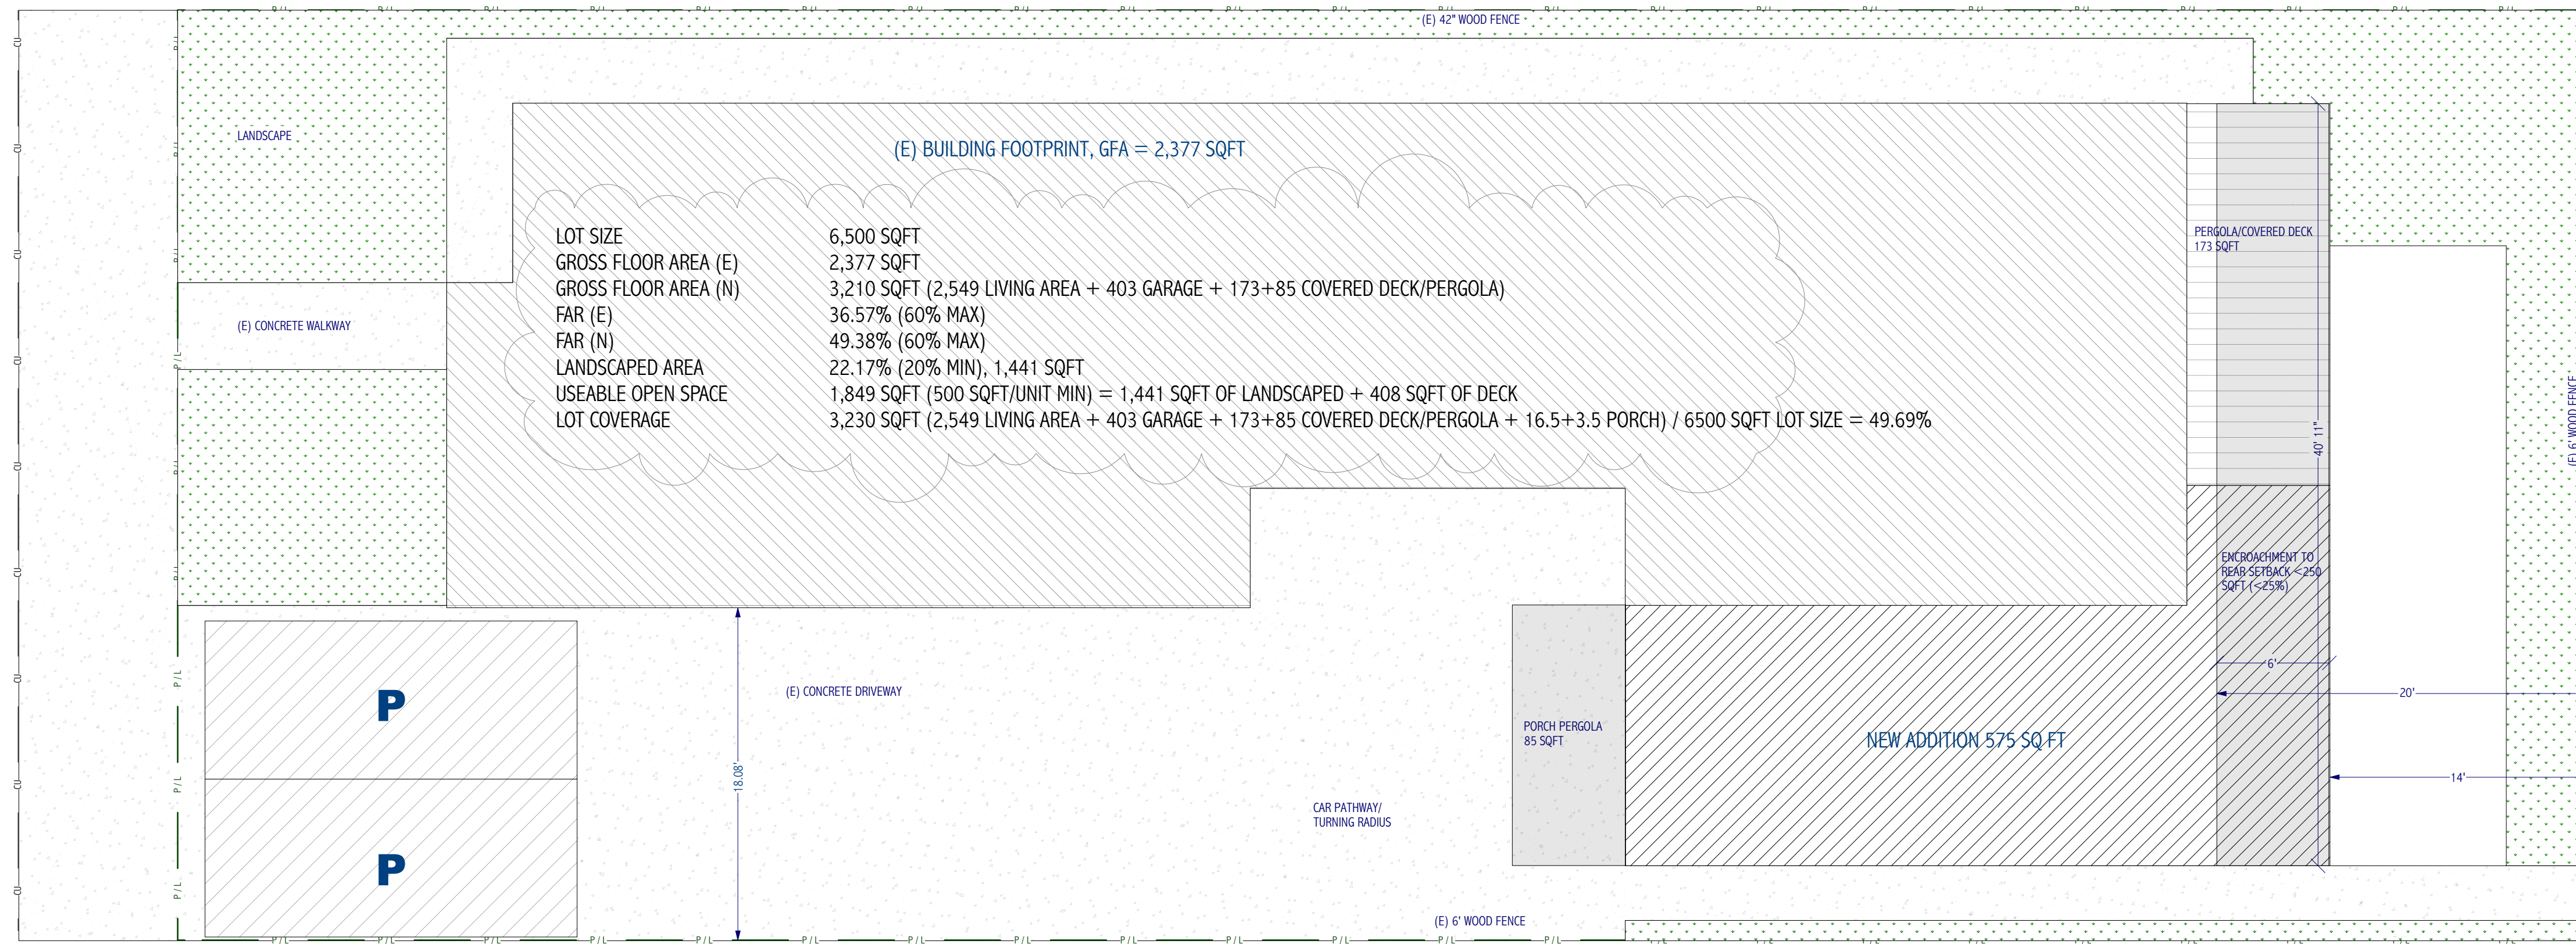 (E) 42" WOOD FENCE
LANDSCAPE
(E) BUILDING FOOTPRINT, GFA = 2,377 SQFT
LOT SIZE 6,500 SQFT
GROSS FLOOR AREA (E) 2,377 SQFT
GROSS FLOOR AREA (N) 3,210 SQFT (2,549 LIVING AREA + 403 GARAGE + 173+85 COVERED DECK/PERGOLA)
FAR (E) 36.57% (60% MAX)
FAR (N) 49.38% (60% MAX)
LANDSCAPED AREA 22.17% (20% MIN), 1,441 SQFT
USEABLE OPEN SPACE 1,849 SQFT (500 SQFT/UNIT MIN) = 1,441 SQFT OF LANDSCAPED + 408 SQFT OF DECK
LOT COVERAGE 3,230 SQFT (2,549 LIVING AREA + 403 GARAGE + 173+85 COVERED DECK/PERGOLA + 16.5+3.5 PORCH) / 6500 SQFT LOT SIZE = 49.69%
PERGOLA/COVERED DECK
173 SQFT
(E) CONCRETE WALKWAY
(E) 6' WOOD FENCE
40' 11"
ENCROACHMENT TO
REAR SETBACK <250
SQFT (<25%)
6'
20'
14'
P
P
(E) CONCRETE DRIVEWAY
18.08'
PORCH PERGOLA
85 SQFT
NEW ADDITION 575 SQ FT
CAR PATHWAY/
TURNING RADIUS
(E) 6' WOOD FENCE
P/L
CU